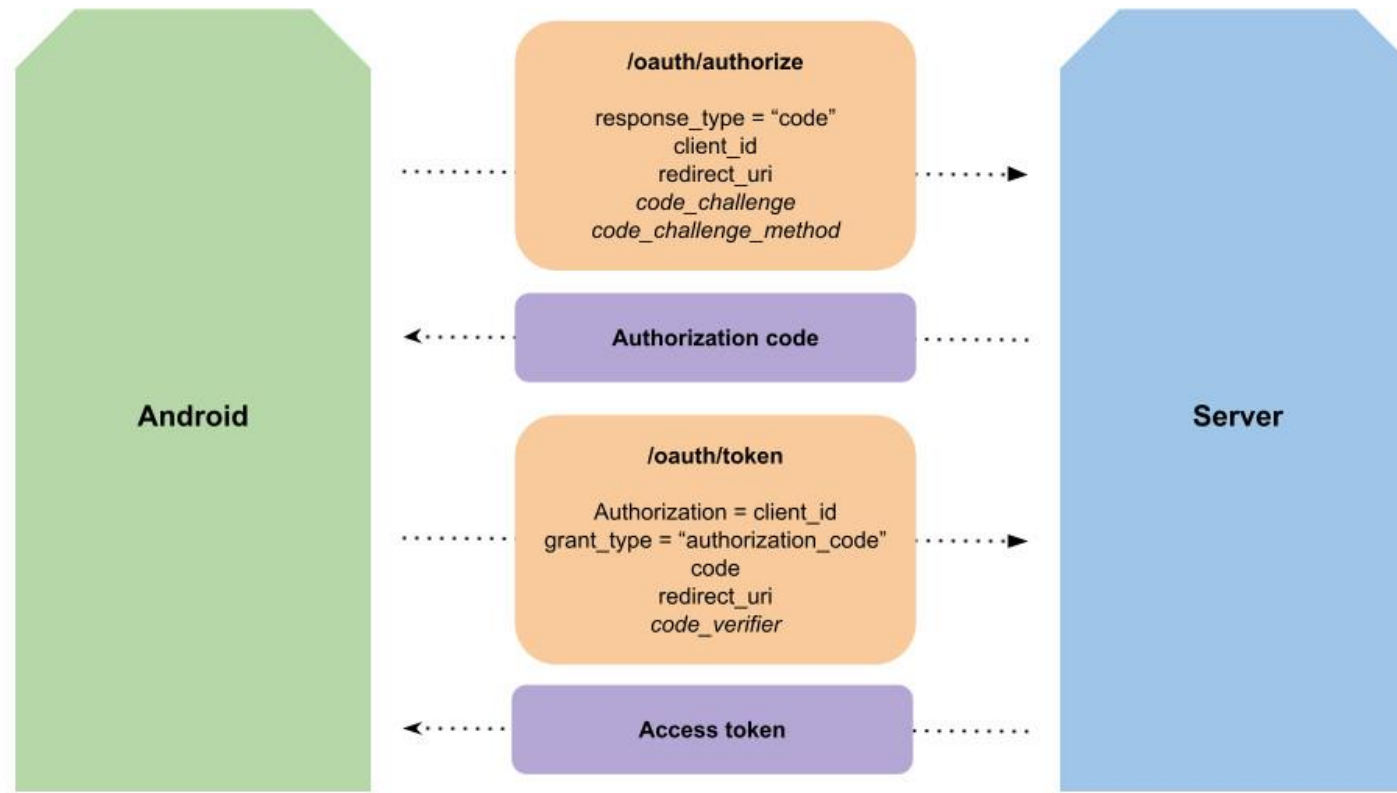 /oauth/authorize
response_type = “code”
client_id
redirect_uri
code_challenge
code_challenge_method
Authorization code
Android
Server
/oauth/token
Authorization = client_id
grant_type = “authorization_code”
code
redirect_uri
code_verifier
Access token